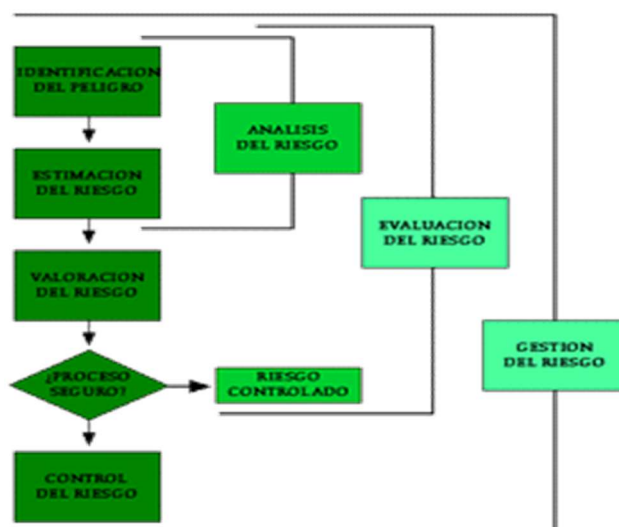 IDENTIFICACION
DEL PELIGRO
ANALISIS
DEL RIESGO
ESTIMACION
DEL RIESGO
EVALUACION
DEL RIESGO
VALORACION
DEL RIESGO
GESTION
DEL RIESGO
¿PROCESO
SEGURO?
RIESGO
CONTROLADO
CONTROL
DEL RIESGO